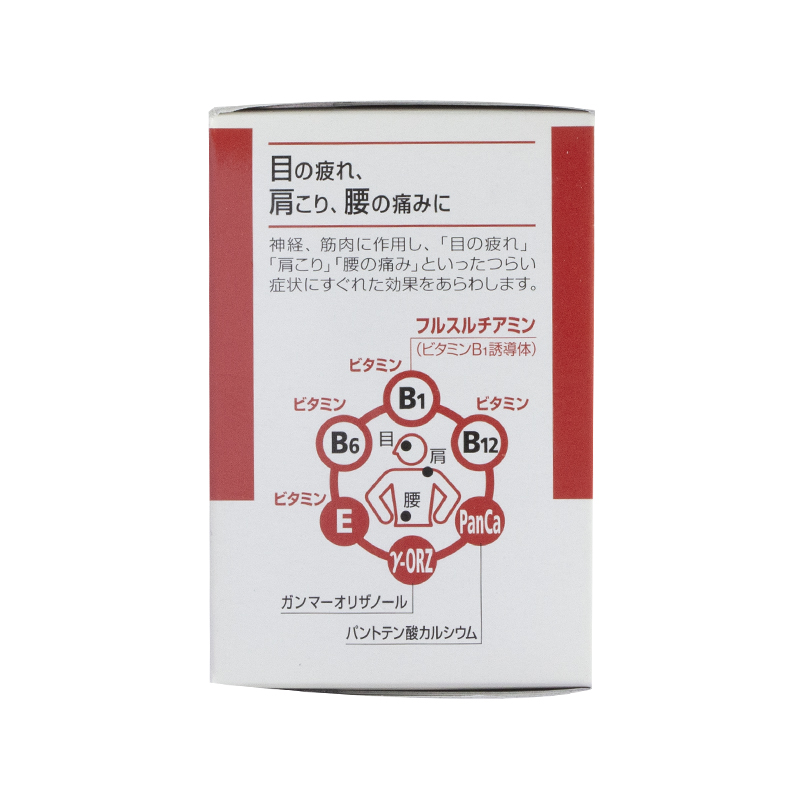 目の疲れ、
肩こり、腰の痛みに
神経、筋肉に作用し、「目の疲れ」
「肩こり」「腰の痛み」といったつらい
症状にすぐれた効果をあらわします。
フルスルチアミン
(ビタミンB1誘導体)
ビタミン
B1
ビタミン
B6
ビタミン
B12
目
肩
腰
ビタミン
E
PanCa
γ-ORZ
ガンマーオリザノール
パントテン酸カルシウム